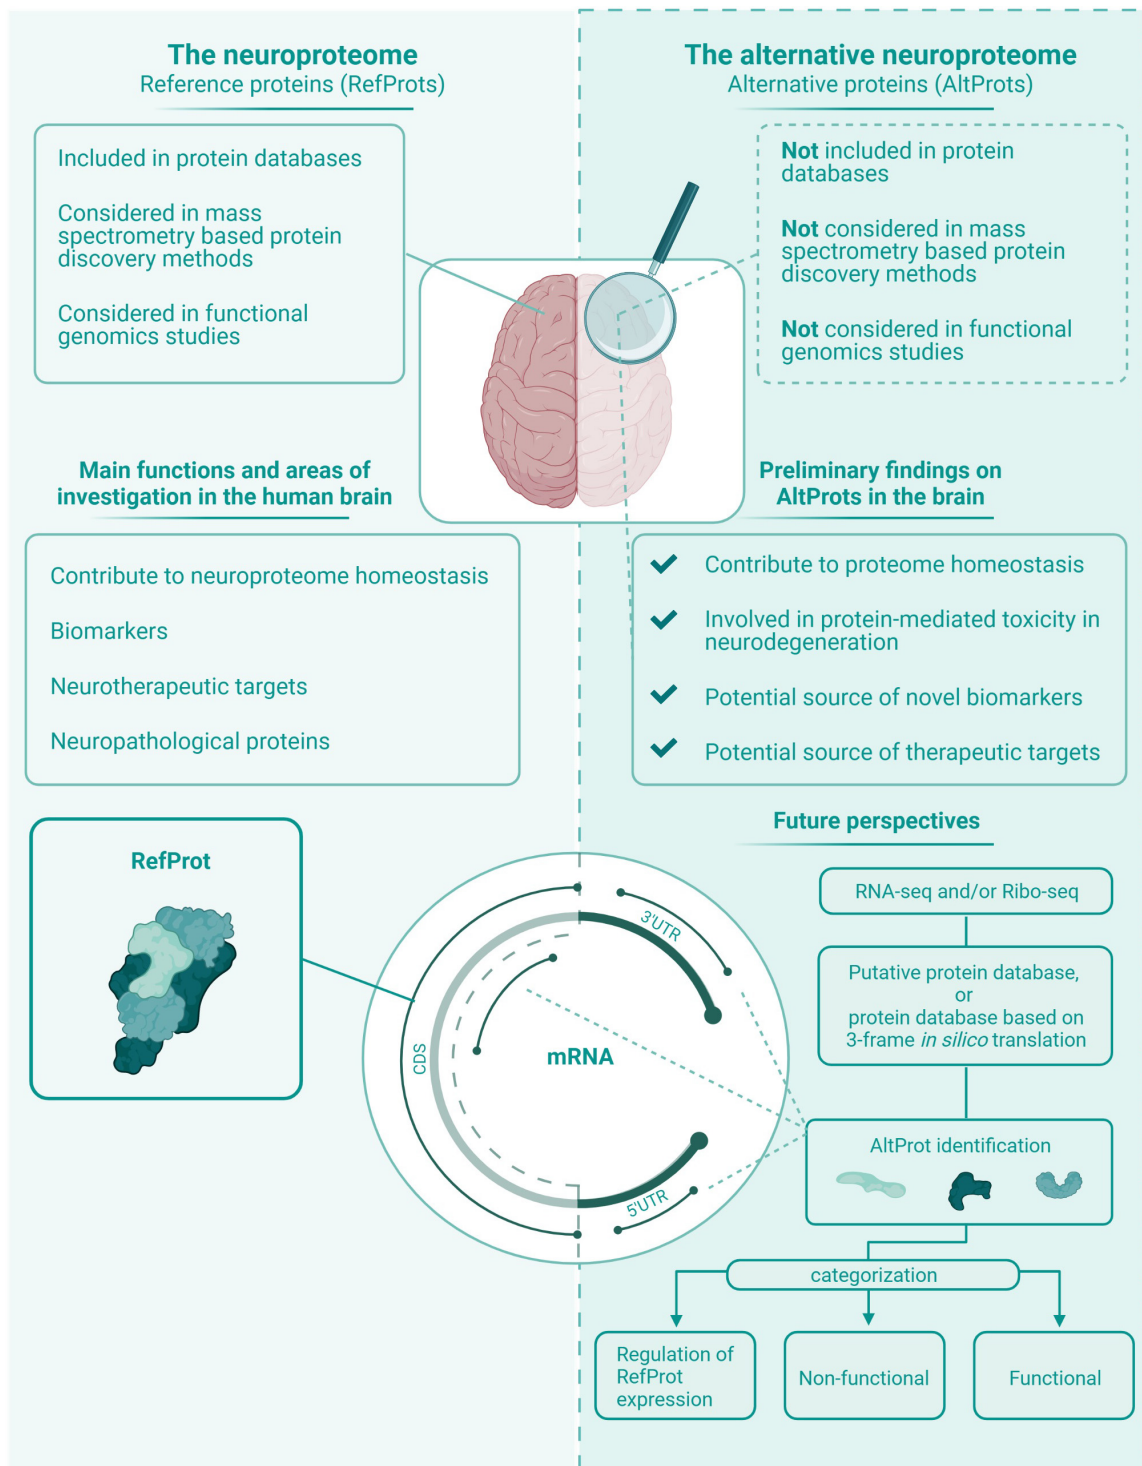 The neuroproteome
Reference proteins (RefProts)
Included in protein databases
Considered in mass
spectrometry based protein
discovery methods
Considered in functional
genomics studies
The alternative neuroproteome
Alternative proteins (AltProts)
Not included in protein
databases
Not considered in mass
spectrometry based protein
discovery methods
Not considered in functional
genomics studies
Main functions and areas of
investigation in the human brain
Contribute to neuroproteome homeostasis
Biomarkers
Neurotherapeutic targets
Neuropathological proteins
Preliminary findings on
AltProts in the brain
Contribute to proteome homeostasis
Involved in protein-mediated toxicity in
neurodegeneration
Potential source of novel biomarkers
Potential source of therapeutic targets
RefProt
CDS
3'UTR
mRNA
5'UTR
Future perspectives
RNA-seq and/or Ribo-seq
Putative protein database,
or
protein database based on
3-frame in silico translation
AltProt identification
categorization
Regulation of
RefProt
expression
Non-functional
Functional